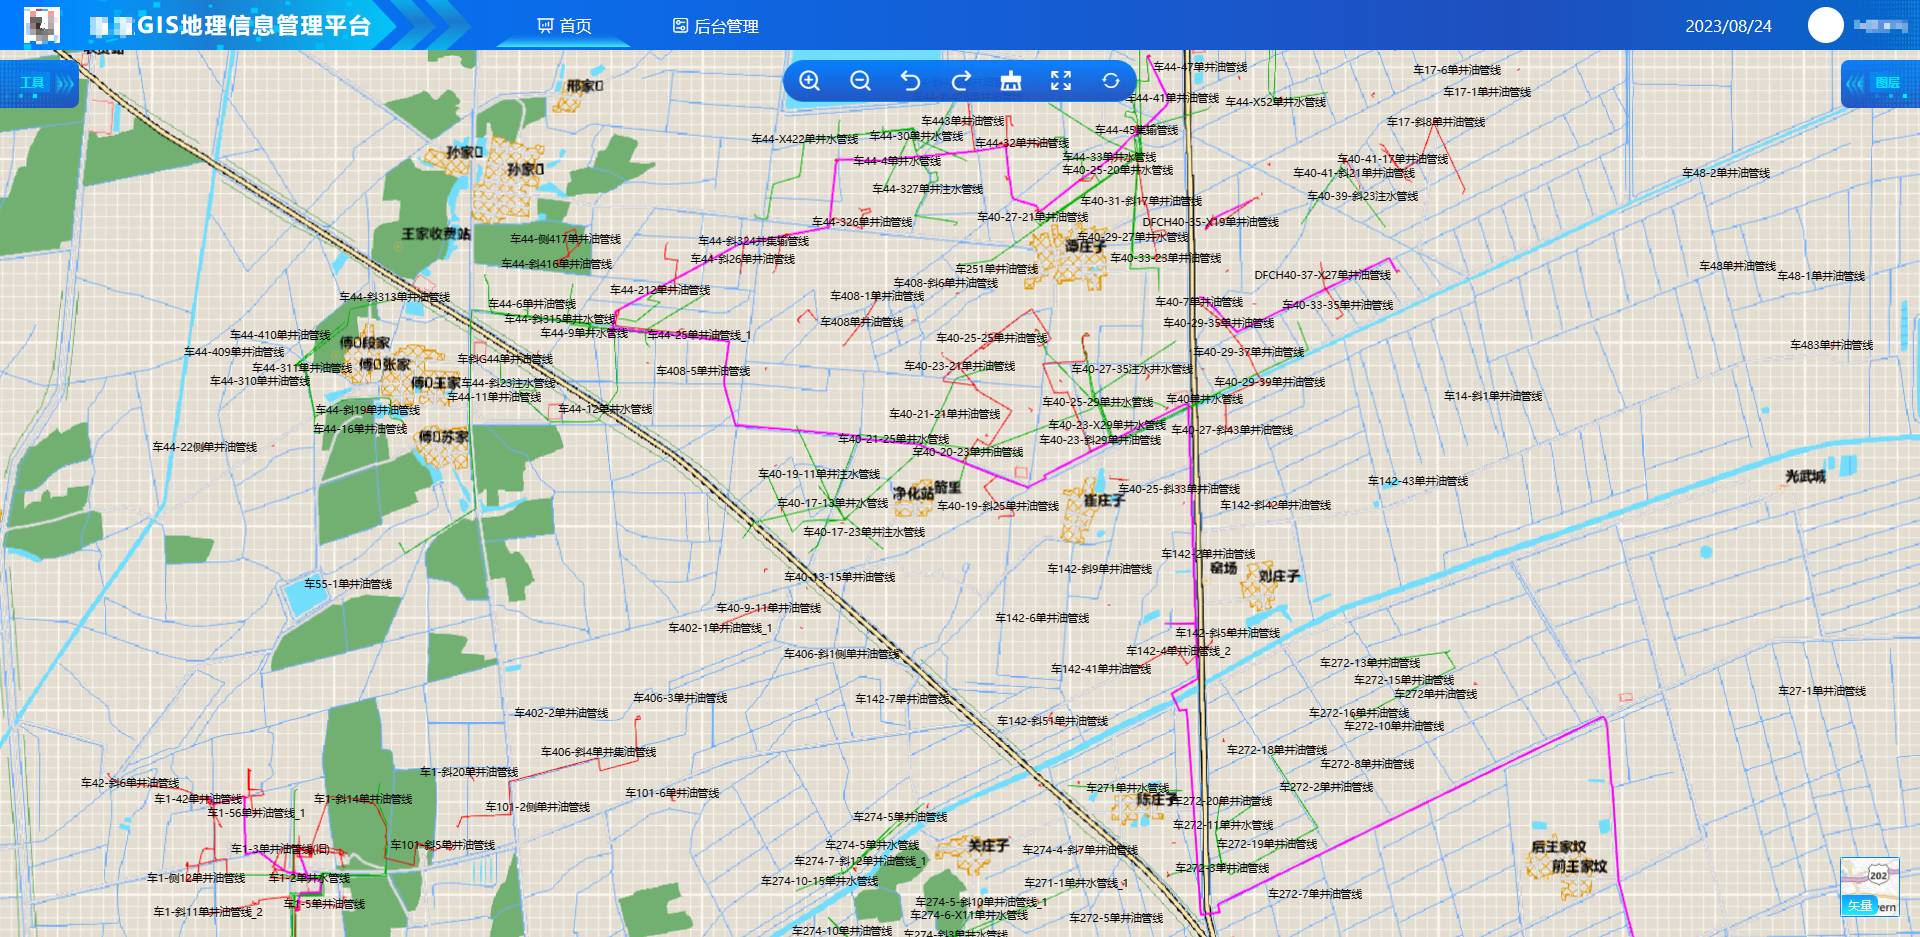 GIS地理信息管理平台
首页
后台管理
2023/08/24
工具
图层
收费站
邢家
孙家
孙家
王家收费站
车44-47单井油管线
车44-41单井油管线
车44-X52单井水管线
车17-6单井油管线
车17-1单井油管线
车17-斜8单井油管线
车443单井油管线
车44-X422单井水管线
车44-30单井水管线
车44-32单井油管线
车44-45集输管线
车44-4单井水管线
车44-33单井水管线
车40-25-20单井水管线
车40-41-17单井油管线
车40-41-斜21单井油管线
车48-2单井油管线
车44-327单井注水管线
车40-31-斜17单井油管线
车40-39-斜23注水管线
车44-326单井油管线
车40-27-21单井油管线
DFCH40-35-X19单井油管线
车44-侧417单井油管线
车44-斜324井集输管线
车40-29-27单井水管线
谭庄子
车44-斜416单井油管线
车44-斜26单井油管线
车40-33-23单井油管线
车251单井油管线
车408-斜6单井油管线
DFCH40-37-X27单井油管线
车48单井油管线
车48-1单井油管线
车44-斜313单井油管线
车44-212单井油管线
车408-1单井油管线
车44-6单井油管线
车40-7单井油管线
车40-33-35单井油管线
车44-斜315单井水管线
车408单井油管线
车40-29-35单井油管线
车44-410单井油管线
车44-9单井水管线
车44-25单井油管线_1
车40-25-25单井油管线
车483单井油管线
车44-409单井油管线
段家
车斜G44单井油管线
车40-29-37单井油管线
车44-311单井油管线
张家
车408-5单井油管线
车40-23-21单井油管线
车40-27-35注水井水管线
车44-310单井油管线
王家
车44-斜23注水管线
车40-29-39单井油管线
车44-11单井油管线
车14-斜1单井油管线
车44-斜19单井油管线
车44-12单井水管线
车40-21-21单井油管线
车40-25-29单井水管线
车40单井水管线
车44-16单井油管线
苏家
车40-23-X29单井水管线
车40-27-斜43单井油管线
车44-22侧单井油管线
车40-21-25单井水管线
车40-20-23单井油管线
车40-23-斜29单井油管线
车40-19-11单井注水管线
车142-43单井油管线
光武城
净化站
箭里
车40-25-斜33单井油管线
车40-17-13单井水管线
车40-19-斜25单井油管线
崔庄子
车142-斜42单井油管线
车40-17-23单井注水管线
车142-2单井油管线
车55-1单井油管线
车40-13-15单井油管线
车142-斜9单井油管线
窑场
刘庄子
车40-9-11单井油管线
车402-1单井油管线_1
车142-6单井油管线
车142-斜5单井油管线
车406-斜1侧单井油管线
车142-4单井油管线_2
车142-41单井油管线
车272-13单井油管线
车272-15单井油管线
车406-3单井油管线
车142-7单井油管线
车272单井油管线
车27-1单井油管线
车402-2单井油管线
车142-斜51单井油管线
车272-16单井油管线
车272-10单井油管线
车406-斜4单井集油管线
车272-18单井油管线
车272-8单井油管线
车42-斜6单井油管线
车1-斜20单井油管线
车101-6单井油管线
车271单井水管线
车272-2单井油管线
车1-42单井油管线
车1-斜14单井油管线
车101-2侧单井油管线
陈庄子
车272-20单井油管线
车1-56单井油管线_1
车274-5单井油管线
车272-11单井水管线
车1-3单井油管线(旧)
车101-斜5单井油管线
车274-5单井水管线
关庄子
车274-4-斜7单井油管线
车272-19单井油管线
后王家坟
车274-7-斜12单井油管线_1
车272-3单井油管线
前王家坟
车1-侧12单井油管线
车1-2单井水管线
车274-10-15单井水管线
车271-1单井水管线_1
车272-7单井油管线
车1-斜11单井油管线_2
车1-5单井油管线
车274-5-斜10单井油管线_1
车274-6-X11单井水管线
车272-5单井油管线
车274-10单井油管线
车274-斜3单井水管线
202
矢量
vern